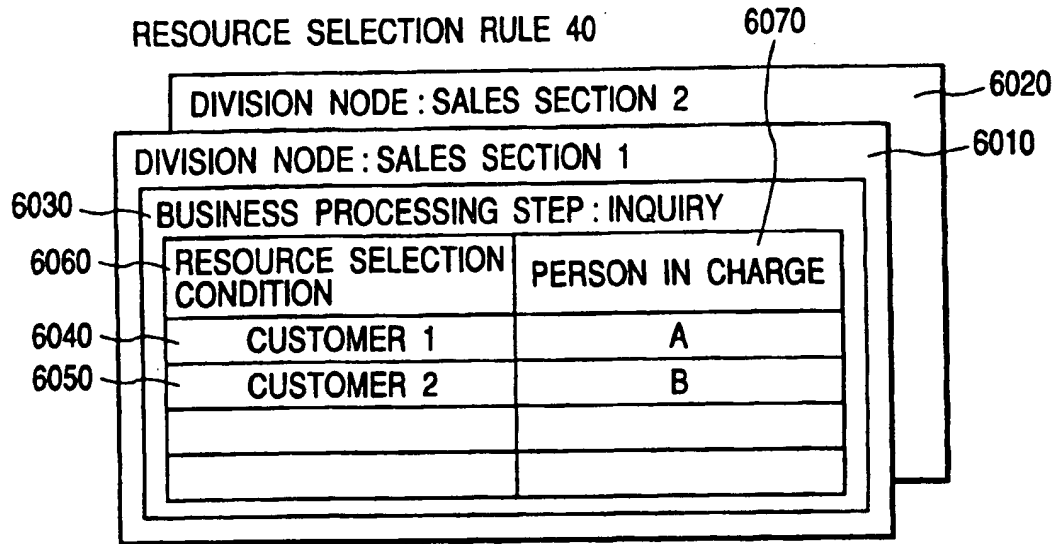 RESOURCE SELECTION RULE 40
6070
DIVISION NODE : SALES SECTION 2
6020
DIVISION NODE : SALES SECTION 1
6010
6030
BUSINESS PROCESSING STEP : INQUIRY
6060
RESOURCE SELECTION
CONDITION
PERSON IN CHARGE
6040
CUSTOMER 1
A
6050
CUSTOMER 2
B